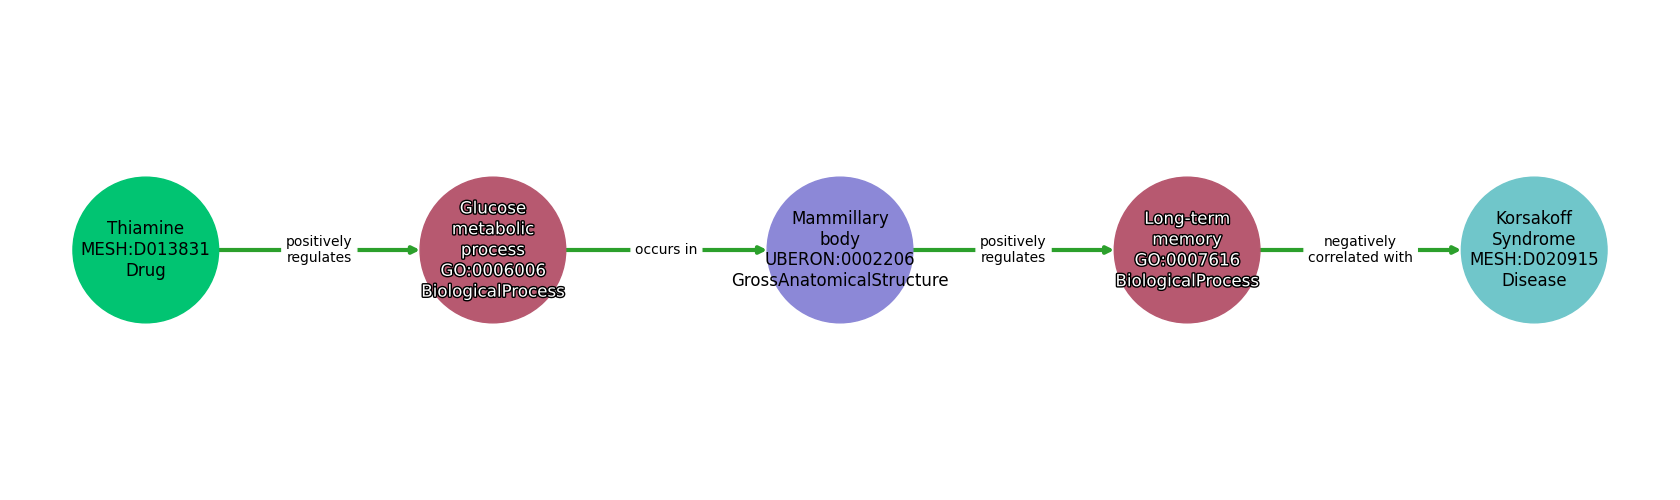 Thiamine
MESH:D013831
Drug
positively
regulates
Glucose
metabolic
process
GO:0006006
BiologicalProcess
occurs in
Mammillary
body
UBERON:0002206
GrossAnatomicalStructure
positively
regulates
Long-term
memory
GO:0007616
BiologicalProcess
negatively
correlated with
Korsakoff
Syndrome
MESH:D020915
Disease